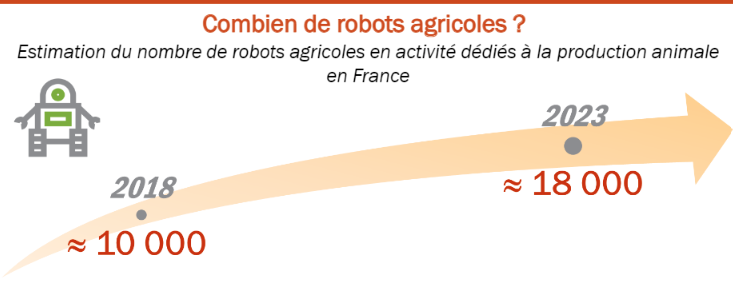 Combien de robots agricoles ?
Estimation du nombre de robots agricoles en activité dédiés à la production animale
en France
2023
≈ 18 000
2018
≈ 10 000